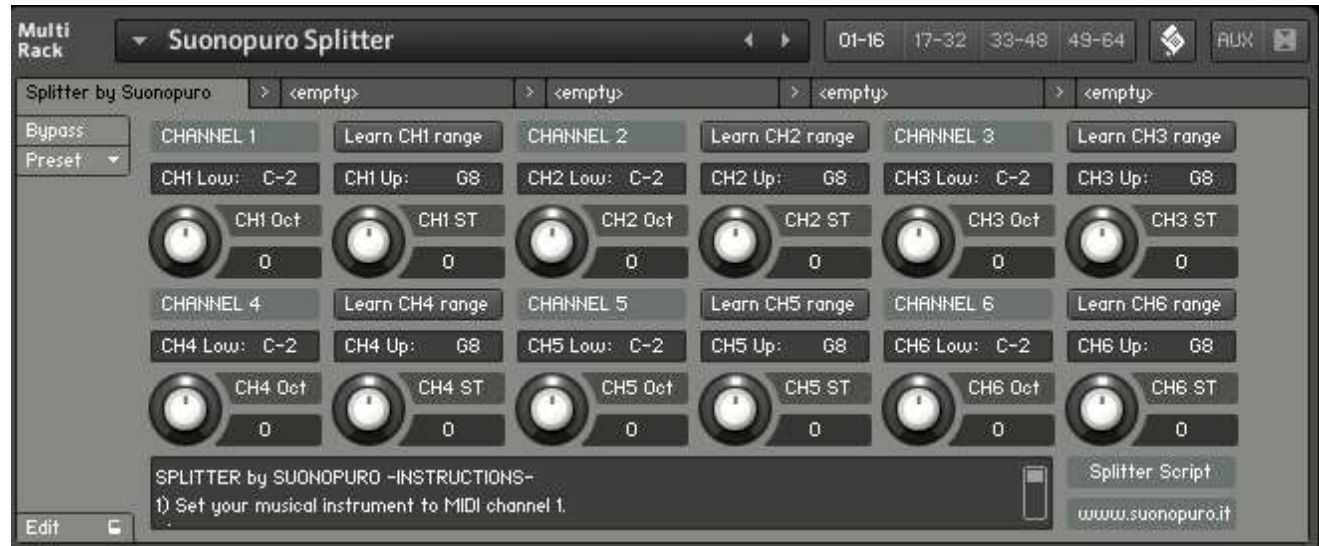 Multi Rack
Suonopuro Splitter
01-16 17-32 33-48 49-64 AUX
Splitter by Suonopuro > <empty> > <empty> > <empty> > <empty>
Bypass
Preset
CHANNEL 1 Learn CH1 range CHANNEL 2 Learn CH2 range CHANNEL 3 Learn CH3 range
CH1 Low: C-2 CH1 Up: G8 CH2 Low: C-2 CH2 Up: G8 CH3 Low: C-2 CH3 Up: G8
CH1 Oct CH1 ST CH2 Oct CH2 ST CH3 Oct CH3 ST
0 0 0 0 0 0
CHANNEL 4 Learn CH4 range CHANNEL 5 Learn CH5 range CHANNEL 6 Learn CH6 range
CH4 Low: C-2 CH4 Up: G8 CH5 Low: C-2 CH5 Up: G8 CH6 Low: C-2 CH6 Up: G8
CH4 Oct CH4 ST CH5 Oct CH5 ST CH6 Oct CH6 ST
0 0 0 0 0 0
SPLITTER by SUONOPURO -INSTRUCTIONS-
1) Set your musical instrument to MIDI channel 1.
Splitter Script
www.suonopuro.it
Edit